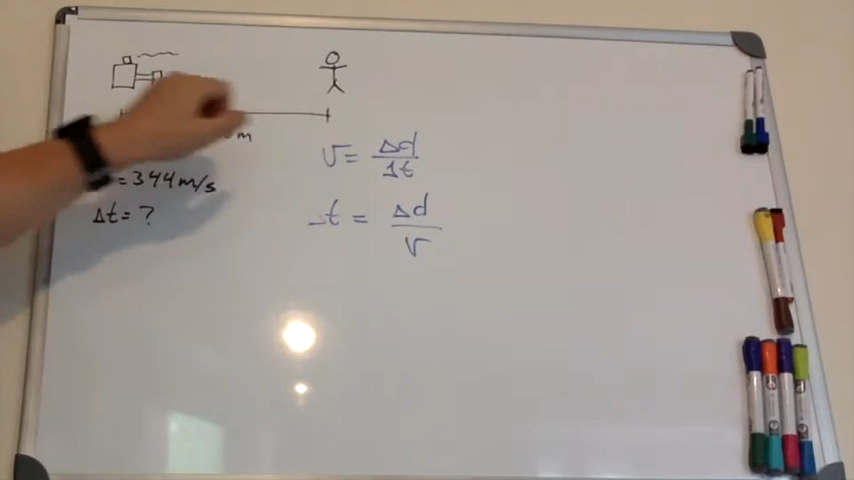 m
= 344 m/s
Δt = ?
v = Δd / Δt
Δt = Δd / v